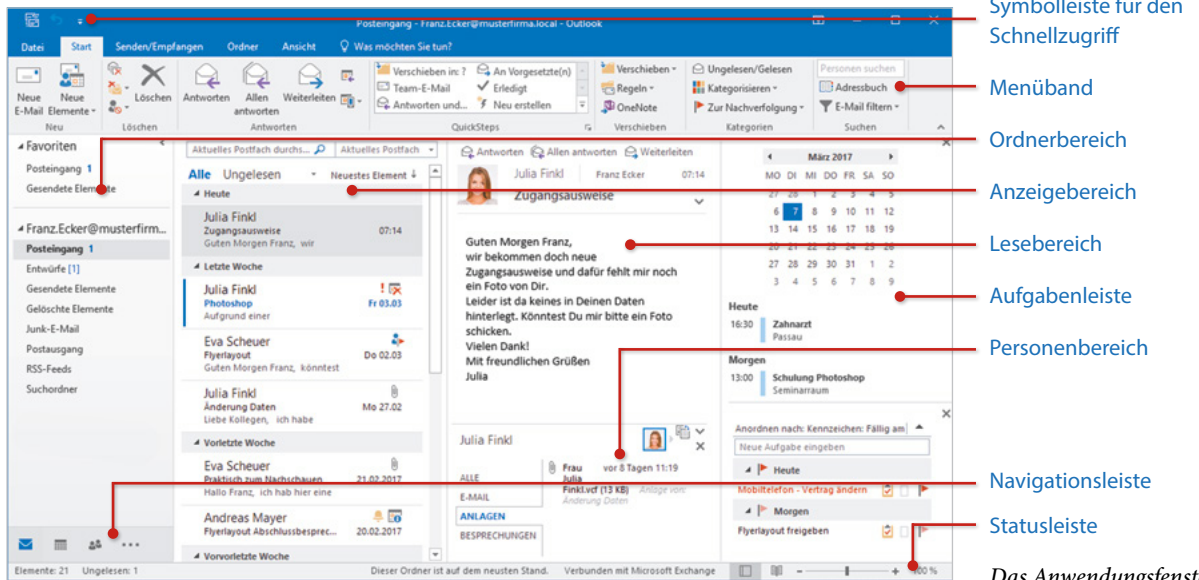 Posteingang - Franz.Ecker@musterfirma.local - Outlook
Datei Start Senden/Empfangen Ordner Ansicht Was möchten Sie tun?
Neue E-Mail
Neue Elemente
Neu
Löschen
Löschen
Antworten
Allen antworten
Weiterleiten
Antworten
Verschieben in: ?
Team-E-Mail
Antworten und...
An Vorgesetzte(n)
Erledigt
Neu erstellen
QuickSteps
Verschieben
Regeln
OneNote
Verschieben
Ungelesen/Gelesen
Kategorisieren
Zur Nachverfolgung
Kategorien
Personen suchen
Adressbuch
E-Mail filtern
Suchen
Favoriten
Posteingang 1
Gesendete Elemente
Franz.Ecker@musterfirm...
Posteingang 1
Entwürfe [1]
Gesendete Elemente
Gelöschte Elemente
Junk-E-Mail
Postausgang
RSS-Feeds
Suchordner
Aktuelles Postfach durchs... Aktuelles Postfach
Alle Ungelesen Neuestes Element ↓
Heute
Julia Finkl
Zugangsausweise 07:14
Guten Morgen Franz, wir
Letzte Woche
Julia Finkl
Photoshop Fr 03.03
Aufgrund einer
Eva Scheuer
Flyerlayout Do 02.03
Guten Morgen Franz, könntest
Julia Finkl
Änderung Daten Mo 27.02
Liebe Kollegen, ich habe
Vorletzte Woche
Eva Scheuer
Praktisch zum Nachschauen 21.02.2017
Hallo Franz, ich hab hier eine
Andreas Mayer
Flyerlayout Abschlussbesprec... 20.02.2017
Vorvorletzte Woche
Antworten Allen antworten Weiterleiten
Julia Finkl Franz Ecker 07:14
Zugangsausweise
Guten Morgen Franz,
wir bekommen doch neue
Zugangsausweise und dafür fehlt mir noch
ein Foto von Dir.
Leider ist da keines in Deinen Daten
hinterlegt. Könntest Du mir bitte ein Foto
schicken.
Vielen Dank!
Mit freundlichen Grüßen
Julia
Julia Finkl
ALLE
E-MAIL
ANLAGEN
BESPRECHUNGEN
Frau vor 8 Tagen 11:19
Julia
Finkl.vcf (13 KB) Anlage von:
Änderung Daten
März 2017
MO DI MI DO FR SA SO
27 28 1 2 3 4 5
6 7 8 9 10 11 12
13 14 15 16 17 18 19
20 21 22 23 24 25 26
27 28 29 30 31 1 2
3 4 5 6 7 8 9
Heute
16:30 Zahnarzt
Passau
Morgen
13:00 Schulung Photoshop
Seminarraum
Anordnen nach: Kennzeichen: Fällig am
Neue Aufgabe eingeben
Heute
Mobiltelefon - Vertrag ändern
Morgen
Flyerlayout freigeben
Elemente: 21 Ungelesen: 1 Dieser Ordner ist auf dem neusten Stand. Verbunden mit Microsoft Exchange 100 %
Symbolleiste für den
Schnellzugriff
Menüband
Ordnerbereich
Anzeigebereich
Lesebereich
Aufgabenleiste
Personenbereich
Navigationsleiste
Statusleiste
Das Anwendungsfenst